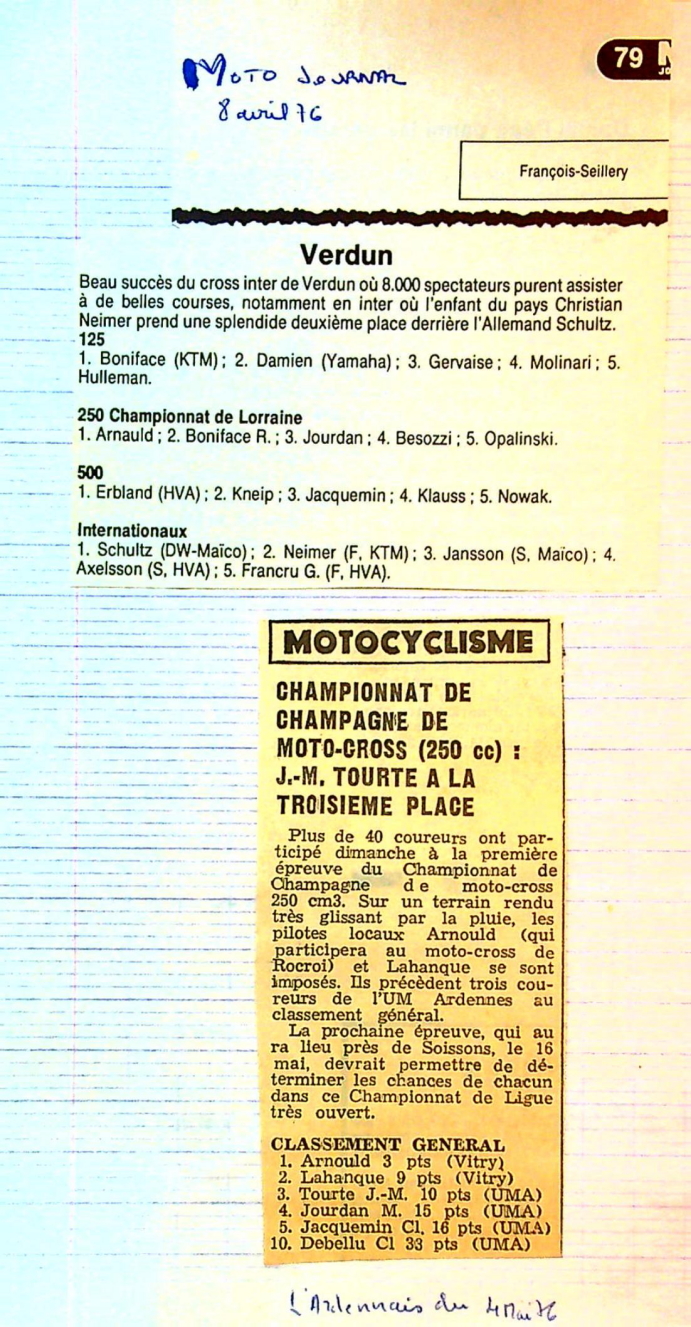 79
MOTO JOURNAL
8 avril 76
François-Seillery
Verdun
Beau succès du cross inter de Verdun où 8.000 spectateurs purent assister
à de belles courses, notamment en inter où l'enfant du pays Christian
Neimer prend une splendide deuxième place derrière l'Allemand Schultz.
125
1. Boniface (KTM) ; 2. Damien (Yamaha) ; 3. Gervaise ; 4. Molinari ; 5.
Hulleman.
250 Championnat de Lorraine
1. Arnauld ; 2. Boniface R. ; 3. Jourdan ; 4. Besozzi ; 5. Opalinski.
500
1. Erbland (HVA) ; 2. Kneip ; 3. Jacquemin ; 4. Klauss ; 5. Nowak.
Internationaux
1. Schultz (DW-Maïco) ; 2. Neimer (F, KTM) ; 3. Jansson (S, Maïco) ; 4.
Axelsson (S, HVA) ; 5. Francru G. (F, HVA).
MOTOCYCLISME
CHAMPIONNAT DE
CHAMPAGNE DE
MOTO-CROSS (250 cc) :
J.-M. TOURTE A LA
TROISIEME PLACE
Plus de 40 coureurs ont par-
ticipé dimanche à la première
épreuve du Championnat de
Champagne de moto-cross
250 cm3. Sur un terrain rendu
très glissant par la pluie, les
pilotes locaux Arnould (qui
participera au moto-cross de
Rocroi) et Lahanque se sont
imposés. Ils précèdent trois cou-
reurs de l'UM Ardennes au
classement général.
La prochaine épreuve, qui au
ra lieu près de Soissons, le 16
mai, devrait permettre de dé-
terminer les chances de chacun
dans ce Championnat de Ligue
très ouvert.
CLASSEMENT GENERAL
1. Arnould 3 pts (Vitry)
2. Lahanque 9 pts (Vitry)
3. Tourte J.-M. 10 pts (UMA)
4. Jourdan M. 15 pts (UMA)
5. Jacquemin Cl. 16 pts (UMA)
10. Debellu Cl 33 pts (UMA)
L'Ardennais du 4 Mai 76